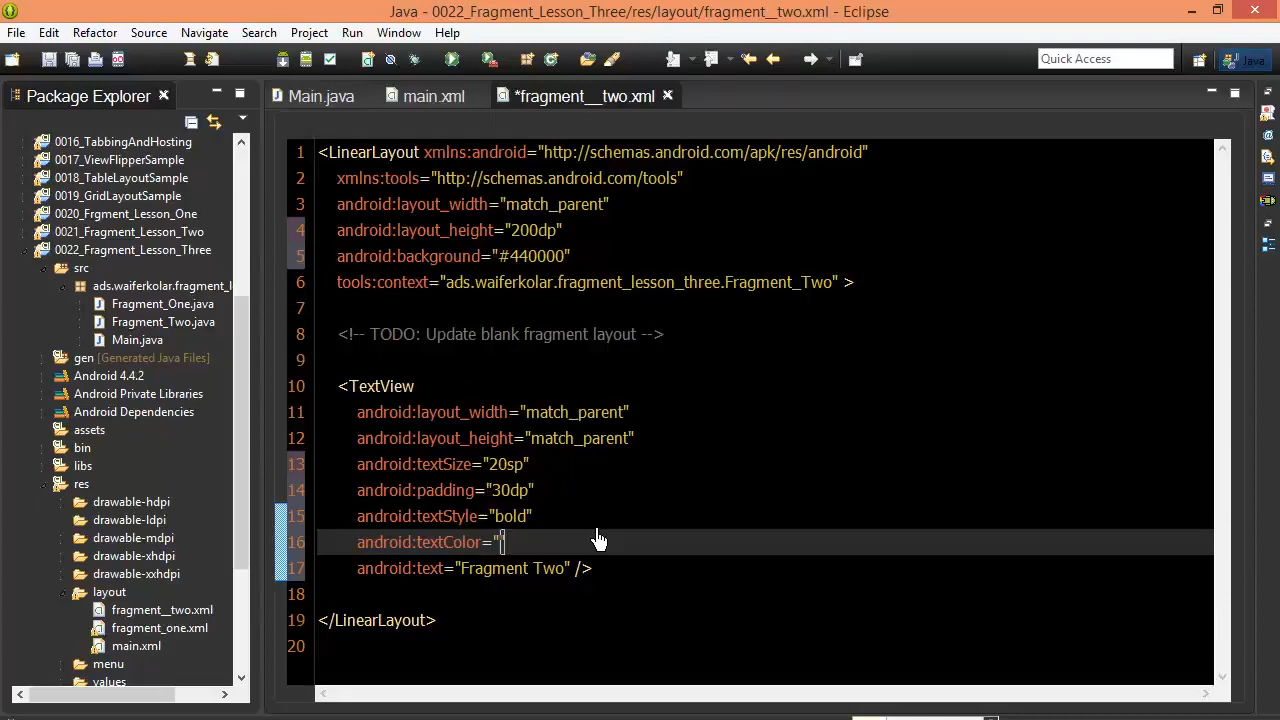 Java - 0022_Fragment_Lesson_Three/res/layout/fragment__two.xml - Eclipse
File Edit Refactor Source Navigate Search Project Run Window Help
Quick Access
Java
Package Explorer
Main.java
main.xml
*fragment__two.xml
0016_TabbingAndHosting
0017_ViewFlipperSample
0018_TableLayoutSample
0019_GridLayoutSample
0020_Frgment_Lesson_One
0021_Fragment_Lesson_Two
0022_Fragment_Lesson_Three
src
ads.waiferkolar.fragment_l
Fragment_One.java
Fragment_Two.java
Main.java
gen [Generated Java Files]
Android 4.4.2
Android Private Libraries
Android Dependencies
assets
bin
libs
res
drawable-hdpi
drawable-ldpi
drawable-mdpi
drawable-xhdpi
drawable-xxhdpi
layout
fragment__two.xml
fragment_one.xml
main.xml
menu
values
1 <LinearLayout xmlns:android="http://schemas.android.com/apk/res/android"
2 xmlns:tools="http://schemas.android.com/tools"
3 android:layout_width="match_parent"
4 android:layout_height="200dp"
5 android:background="#440000"
6 tools:context="ads.waiferkolar.fragment_lesson_three.Fragment_Two" >
7
8 <!-- TODO: Update blank fragment layout -->
9
10 <TextView
11 android:layout_width="match_parent"
12 android:layout_height="match_parent"
13 android:textSize="20sp"
14 android:padding="30dp"
15 android:textStyle="bold"
16 android:textColor=""
17 android:text="Fragment Two" />
18
19 </LinearLayout>
20